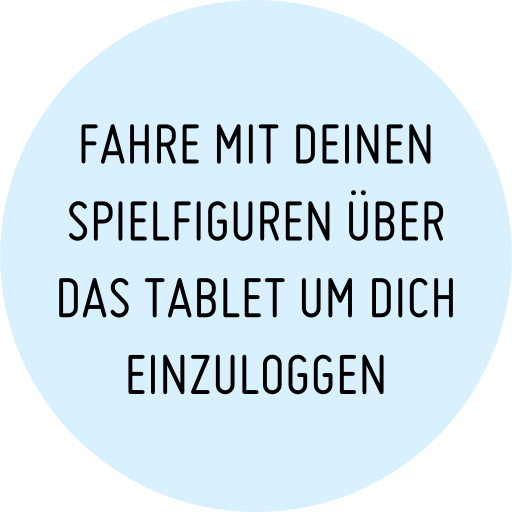 FAHRE MIT DEINEN
SPIELFIGUREN ÜBER
DAS TABLET UM DICH
EINZULOGGEN